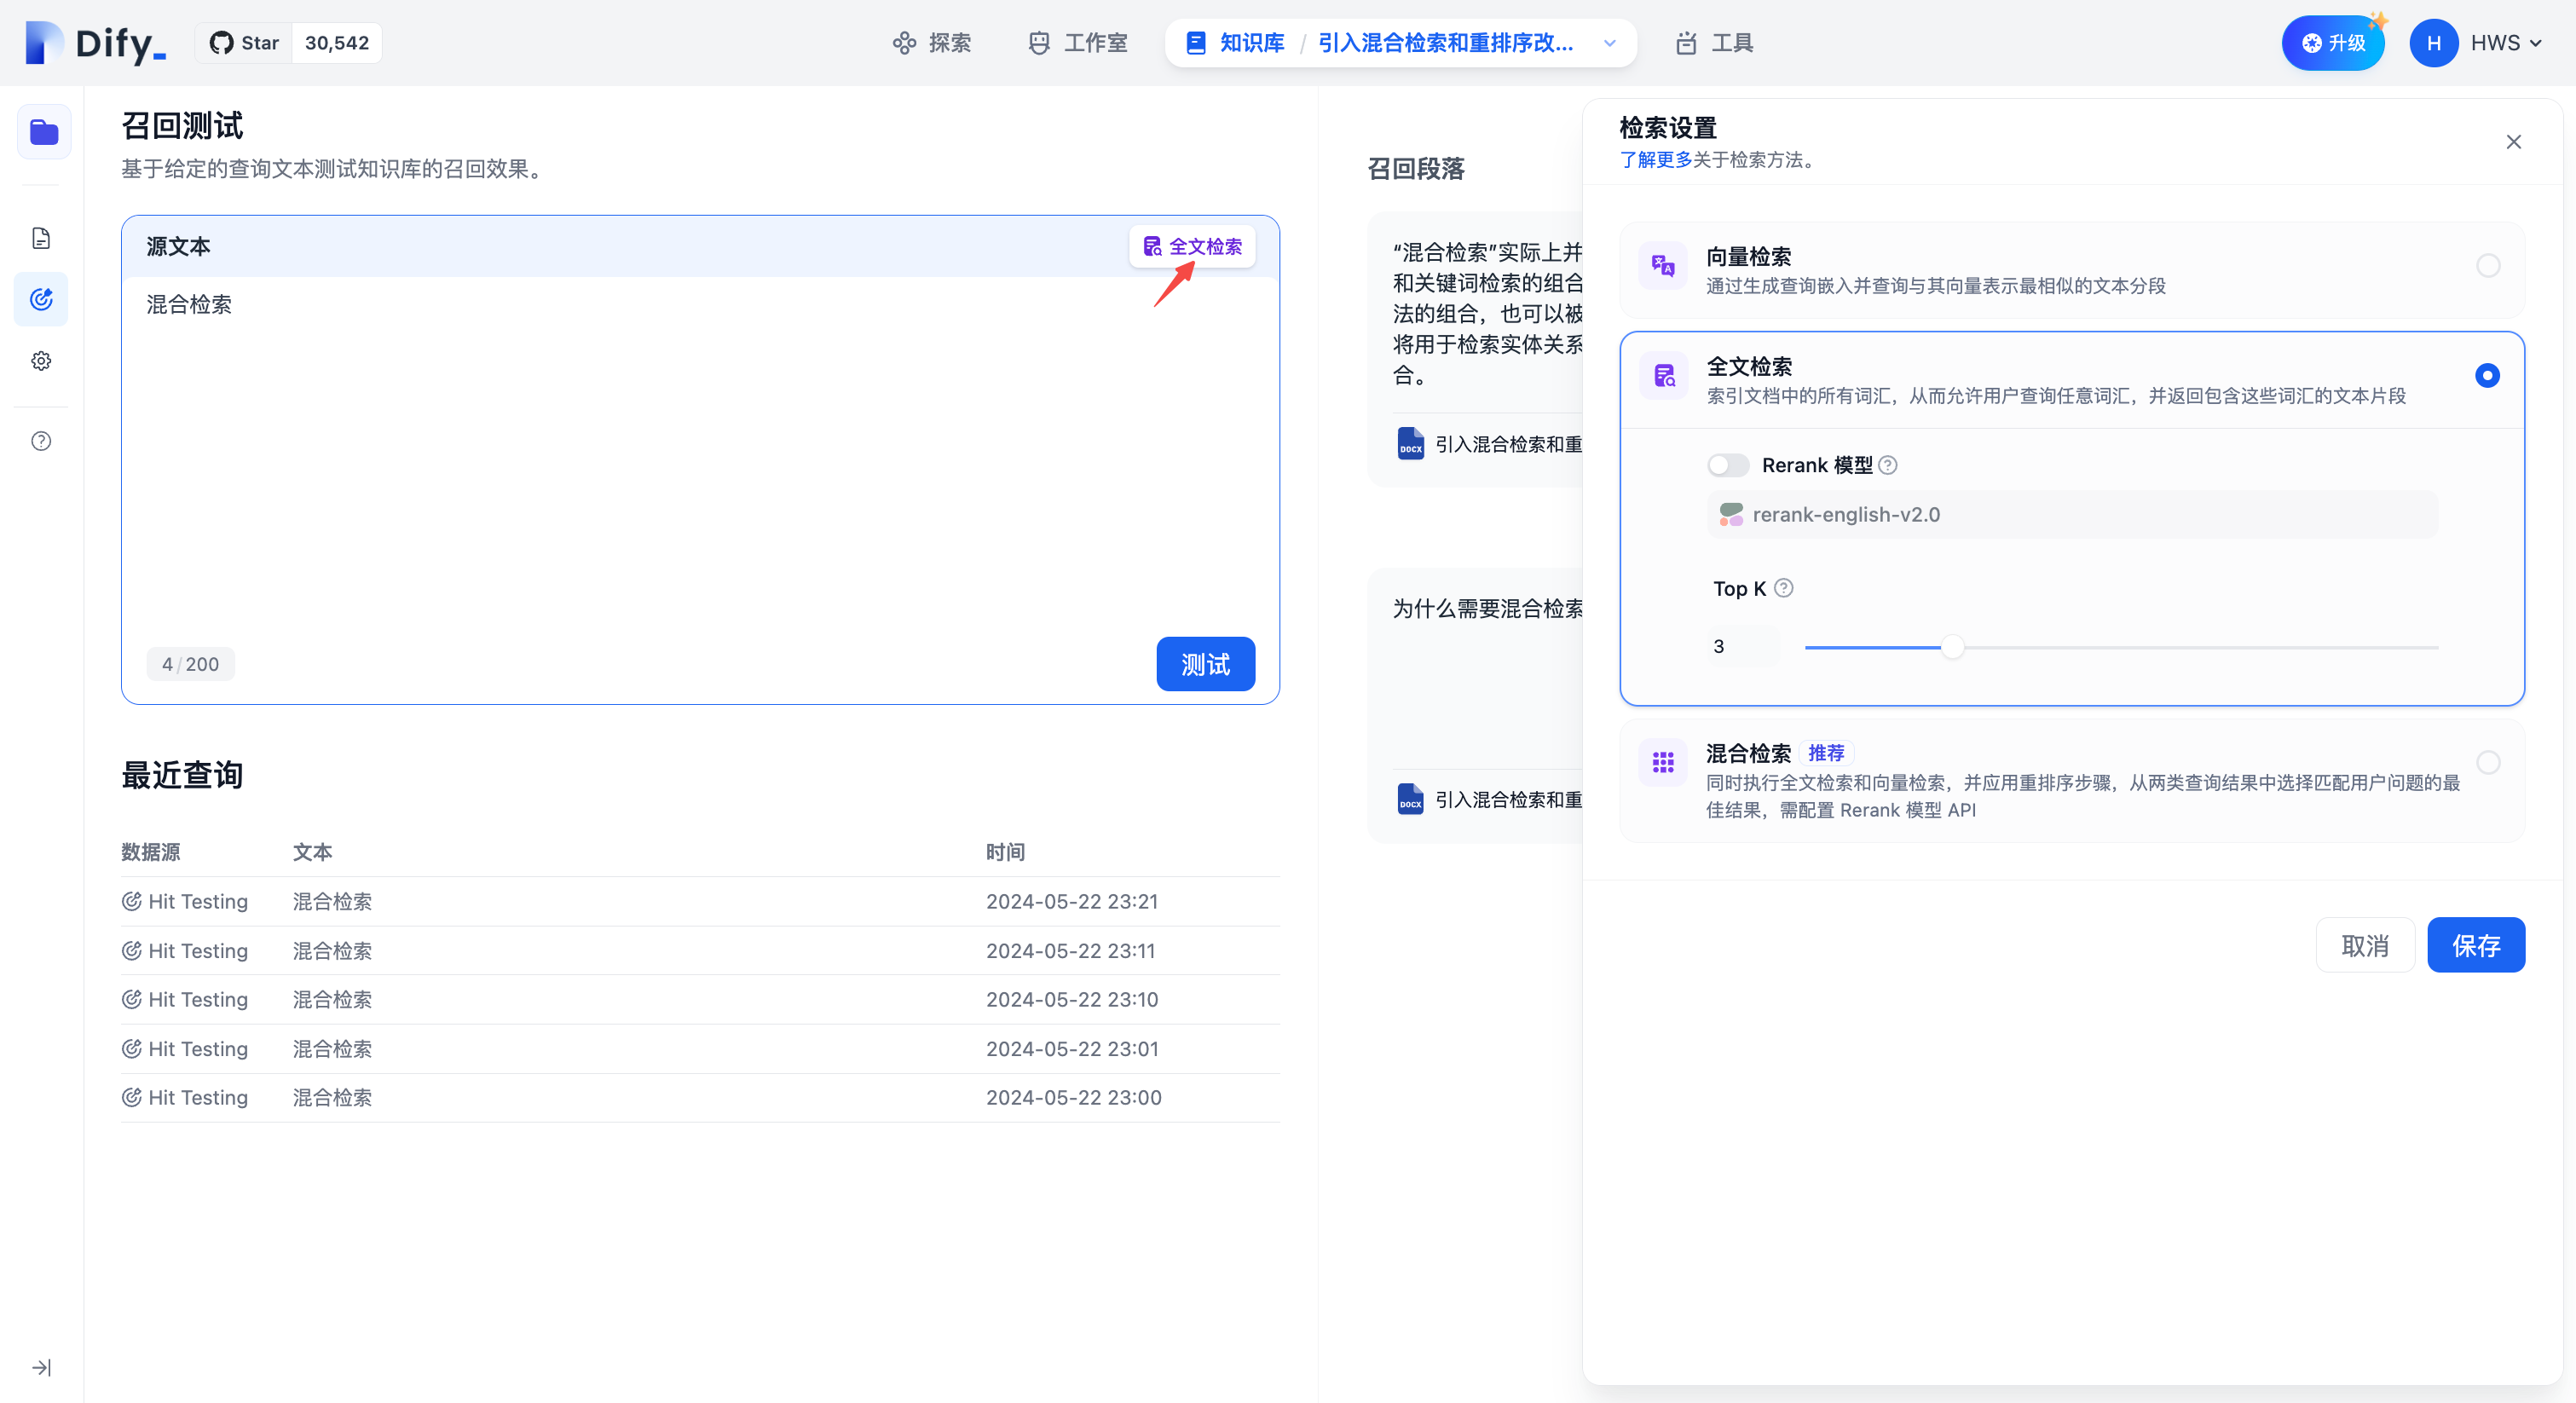 Dify_
Star 30,542
探索
工作室
知识库 / 引入混合检索和重排序改...
工具
升级
H HWS
召回测试
基于给定的查询文本测试知识库的召回效果。
源文本
全文检索
混合检索
4 / 200
测试
最近查询
数据源 文本 时间
Hit Testing 混合检索 2024-05-22 23:21
Hit Testing 混合检索 2024-05-22 23:11
Hit Testing 混合检索 2024-05-22 23:10
Hit Testing 混合检索 2024-05-22 23:01
Hit Testing 混合检索 2024-05-22 23:00
召回段落
“混合检索”实际上并
和关键词检索的组合
法的组合，也可以被
将用于检索实体关系
合。
DOCX 引入混合检索和重
为什么需要混合检索
DOCX 引入混合检索和重
检索设置
了解更多关于检索方法。
向量检索
通过生成查询嵌入并查询与其向量表示最相似的文本分段
全文检索
索引文档中的所有词汇，从而允许用户查询任意词汇，并返回包含这些词汇的文本片段
Rerank 模型
rerank-english-v2.0
Top K
3
混合检索 推荐
同时执行全文检索和向量检索，并应用重排序步骤，从两类查询结果中选择匹配用户问题的最
佳结果，需配置 Rerank 模型 API
取消
保存